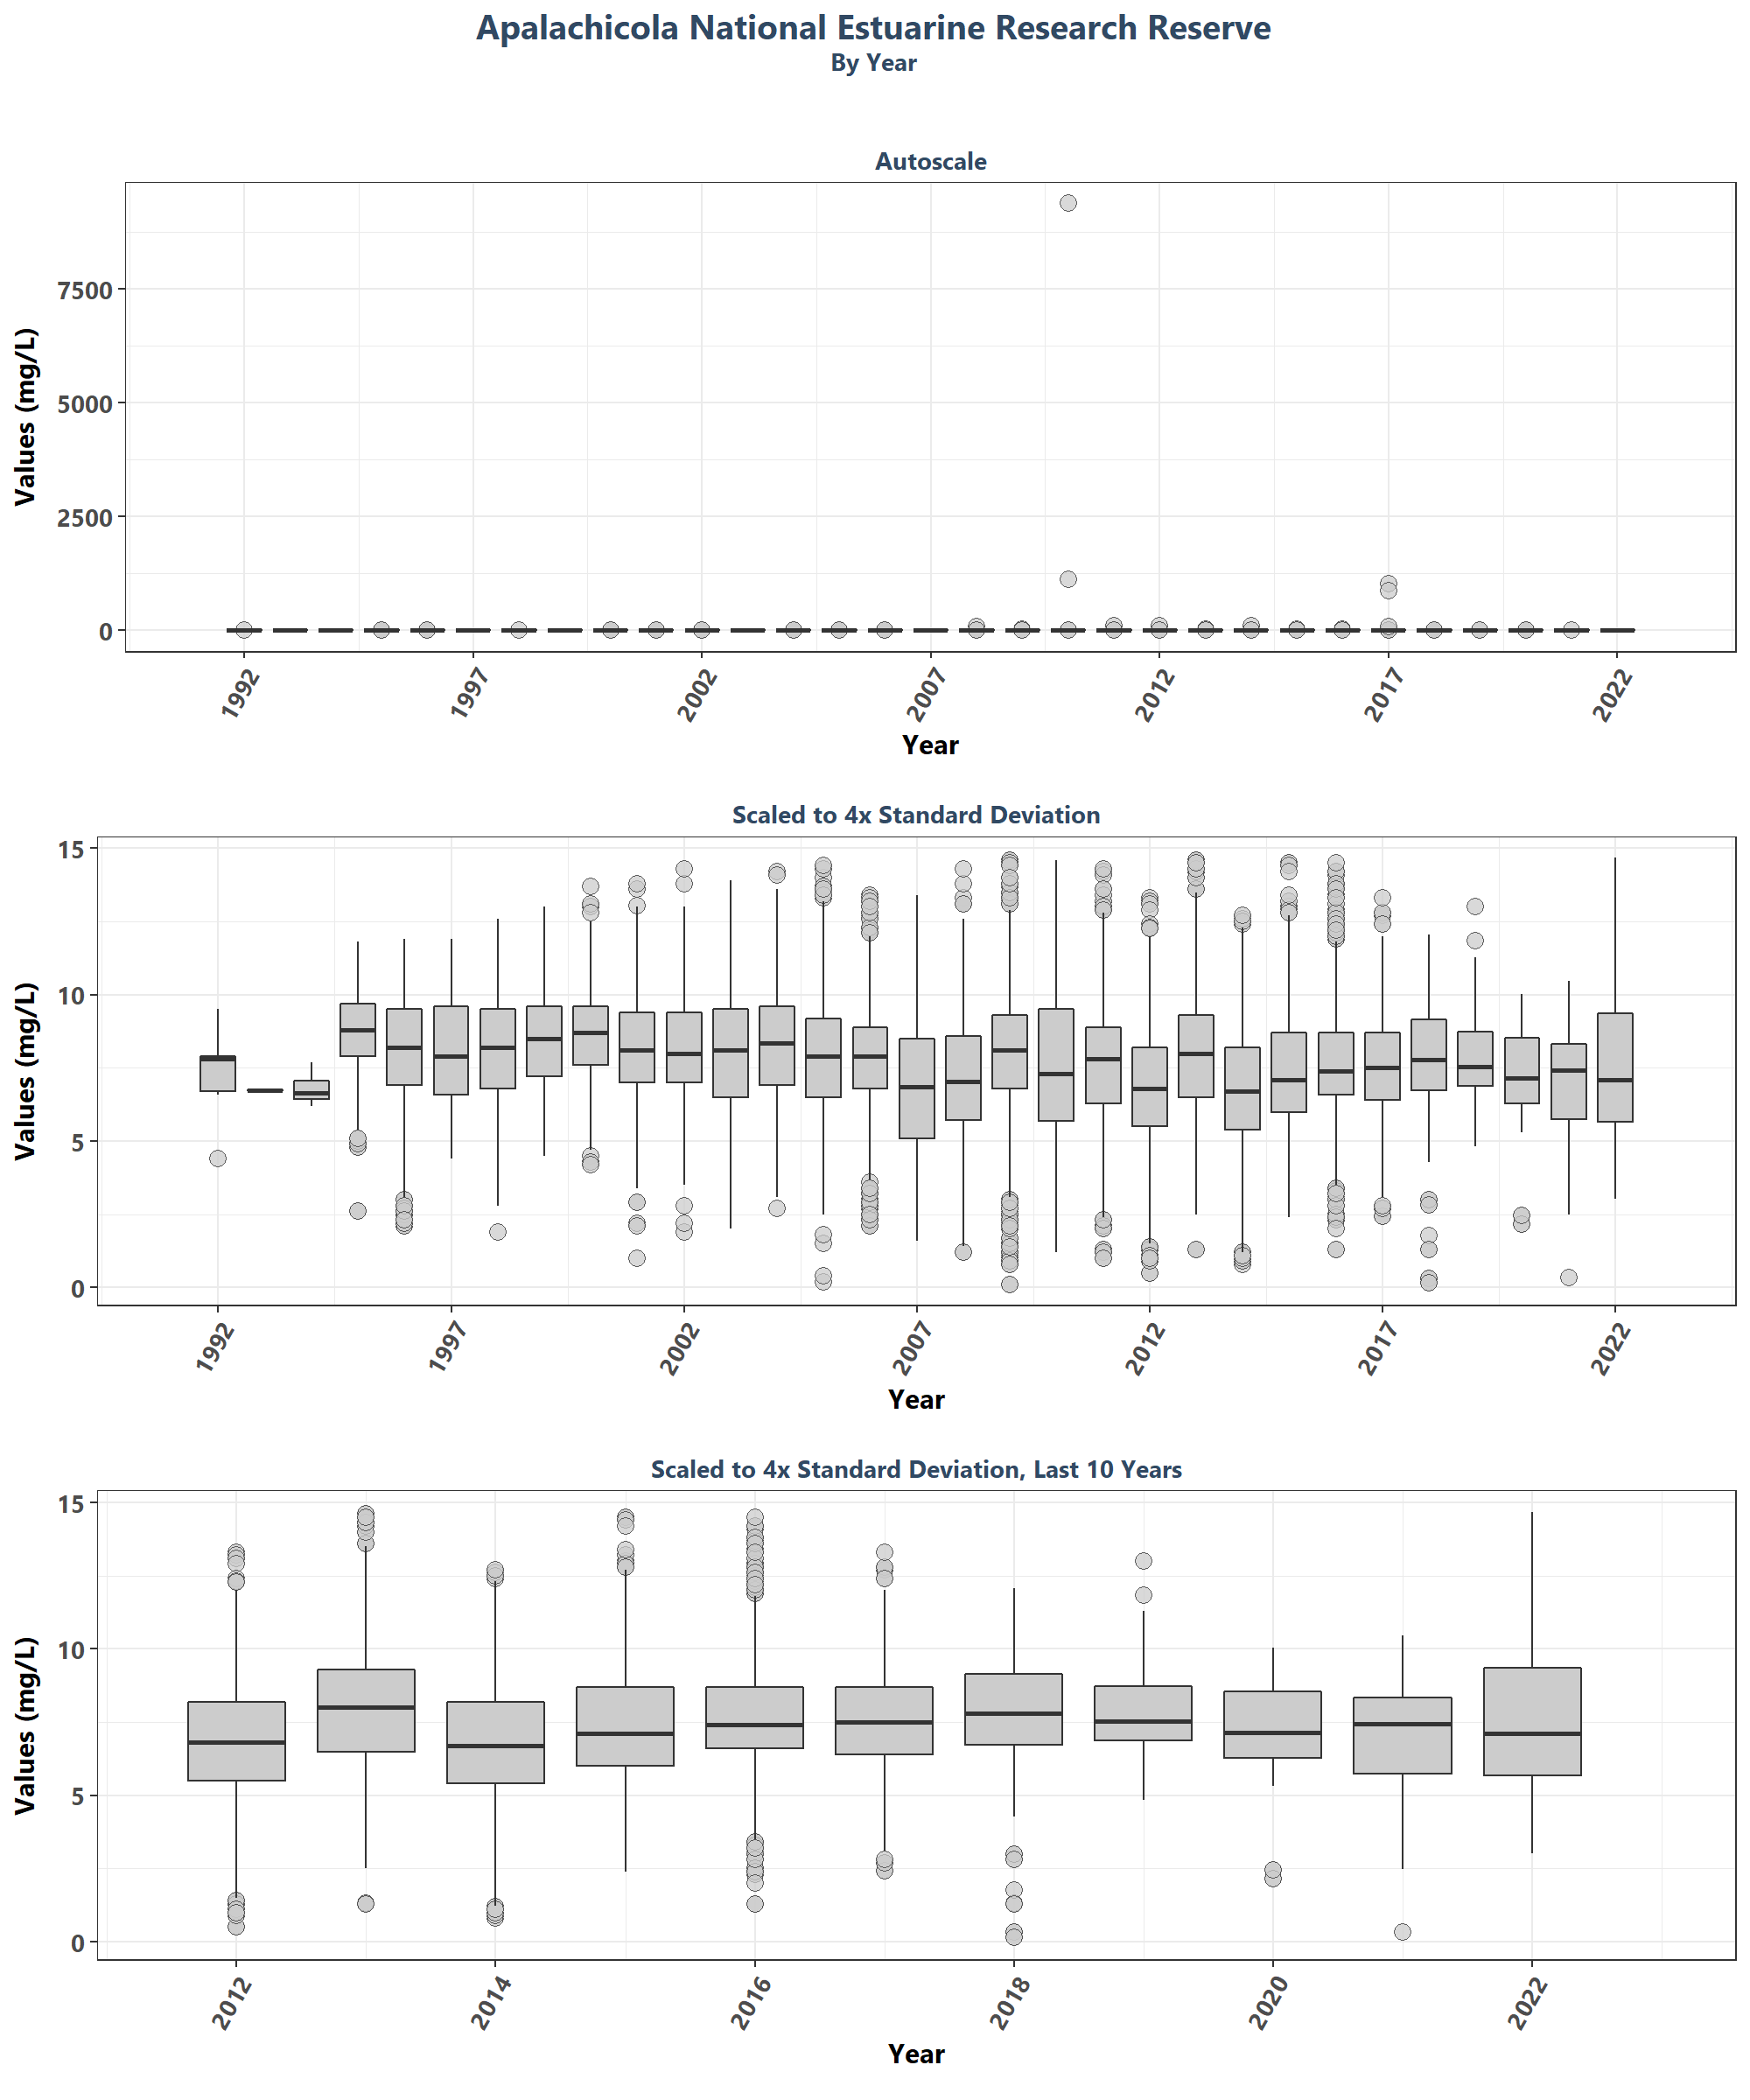 Apalachicola National Estuarine Research Reserve
By Year
Autoscale
Values (mg/L)
7500
5000
2500
0
1992 1997 2002 2007 2012 2017 2022
Year
Scaled to 4x Standard Deviation
Values (mg/L)
15
10
5
0
1992 1997 2002 2007 2012 2017 2022
Year
Scaled to 4x Standard Deviation, Last 10 Years
Values (mg/L)
15
10
5
0
2012 2014 2016 2018 2020 2022
Year